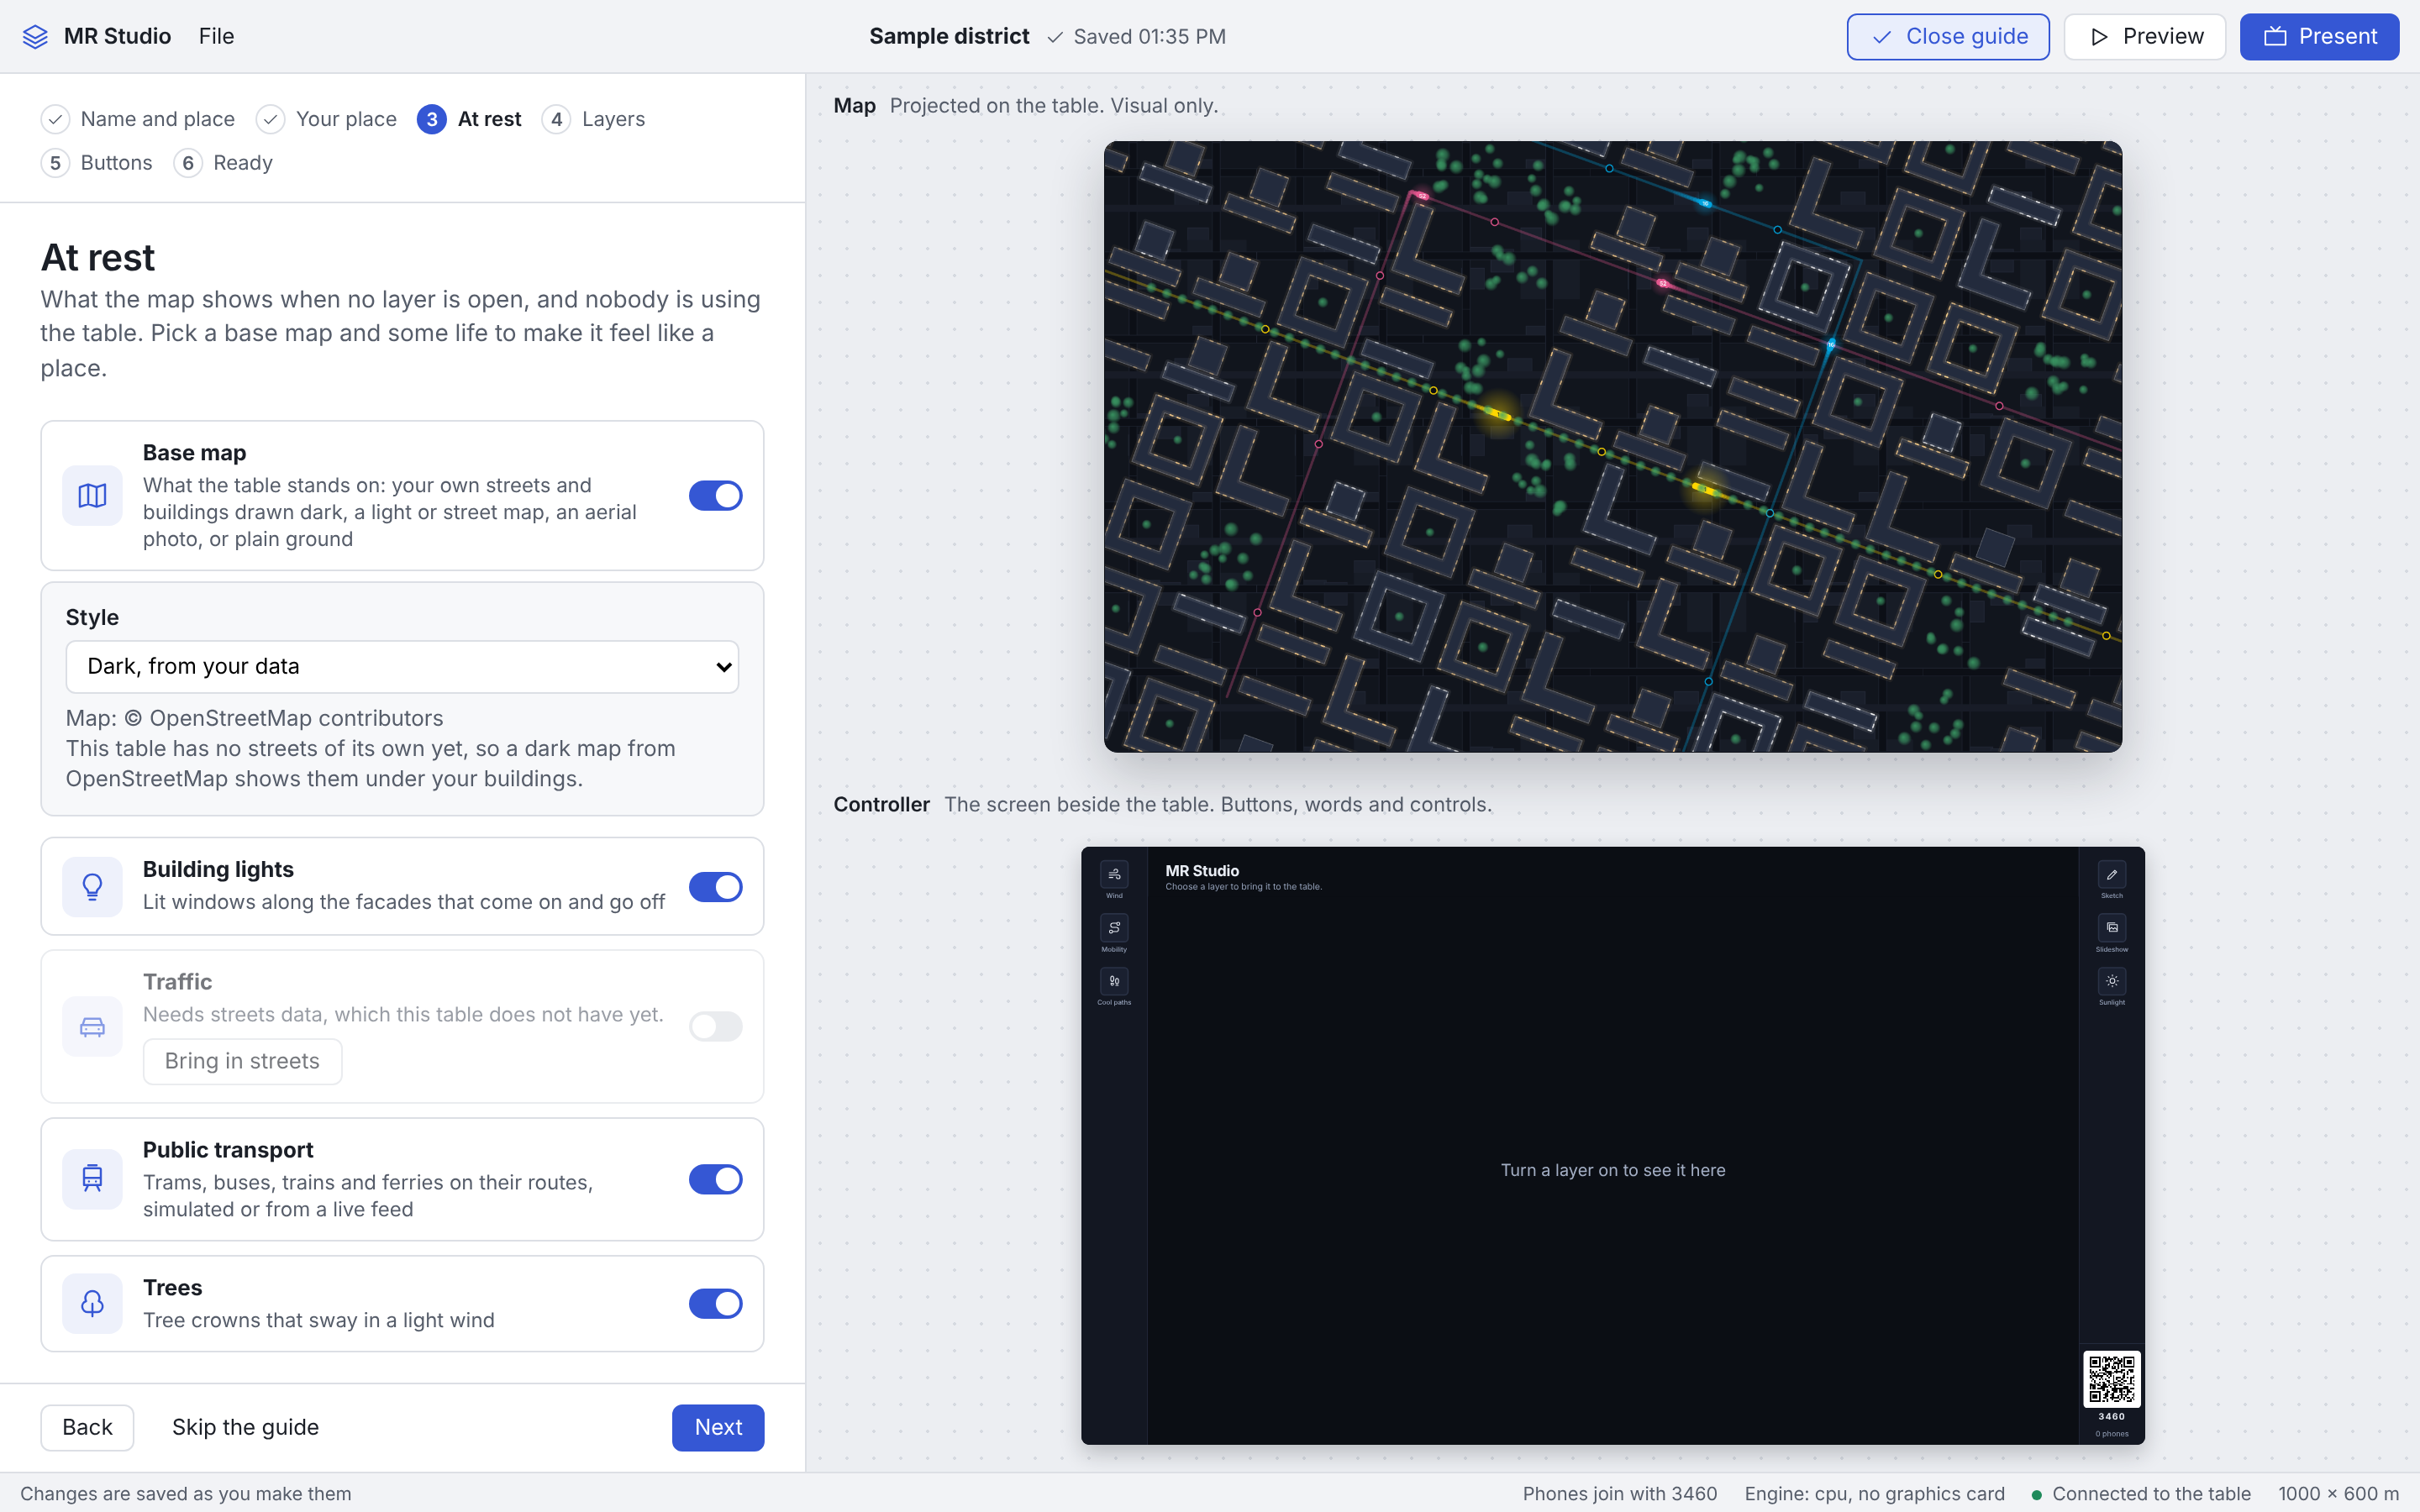 MR Studio File
Sample district Saved 01:35 PM
Close guide Preview Present
Name and place Your place 3 At rest 4 Layers
5 Buttons 6 Ready
At rest
What the map shows when no layer is open, and nobody is using
the table. Pick a base map and some life to make it feel like a
place.
Base map
What the table stands on: your own streets and
buildings drawn dark, a light or street map, an aerial
photo, or plain ground
Style
Dark, from your data
Map: © OpenStreetMap contributors
This table has no streets of its own yet, so a dark map from
OpenStreetMap shows them under your buildings.
Building lights
Lit windows along the facades that come on and go off
Traffic
Needs streets data, which this table does not have yet.
Bring in streets
Public transport
Trams, buses, trains and ferries on their routes,
simulated or from a live feed
Trees
Tree crowns that sway in a light wind
Back Skip the guide Next
Map Projected on the table. Visual only.
Controller The screen beside the table. Buttons, words and controls.
Wind
Mobility
Cool paths
MR Studio
Choose a layer to bring it to the table.
Turn a layer on to see it here
Sketch
Slideshow
Sunlight
3460
0 phones
Changes are saved as you make them
Phones join with 3460 Engine: cpu, no graphics card Connected to the table 1000 × 600 m